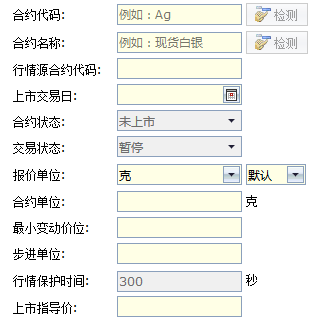 合约代码: 例如：Ag 检测
合约名称: 例如：现货白银 检测
行情源合约代码:
上市交易日:
合约状态: 未上市
交易状态: 暂停
报价单位: 克 默认
合约单位: 克
最小变动价位:
步进单位:
行情保护时间: 300 秒
上市指导价: